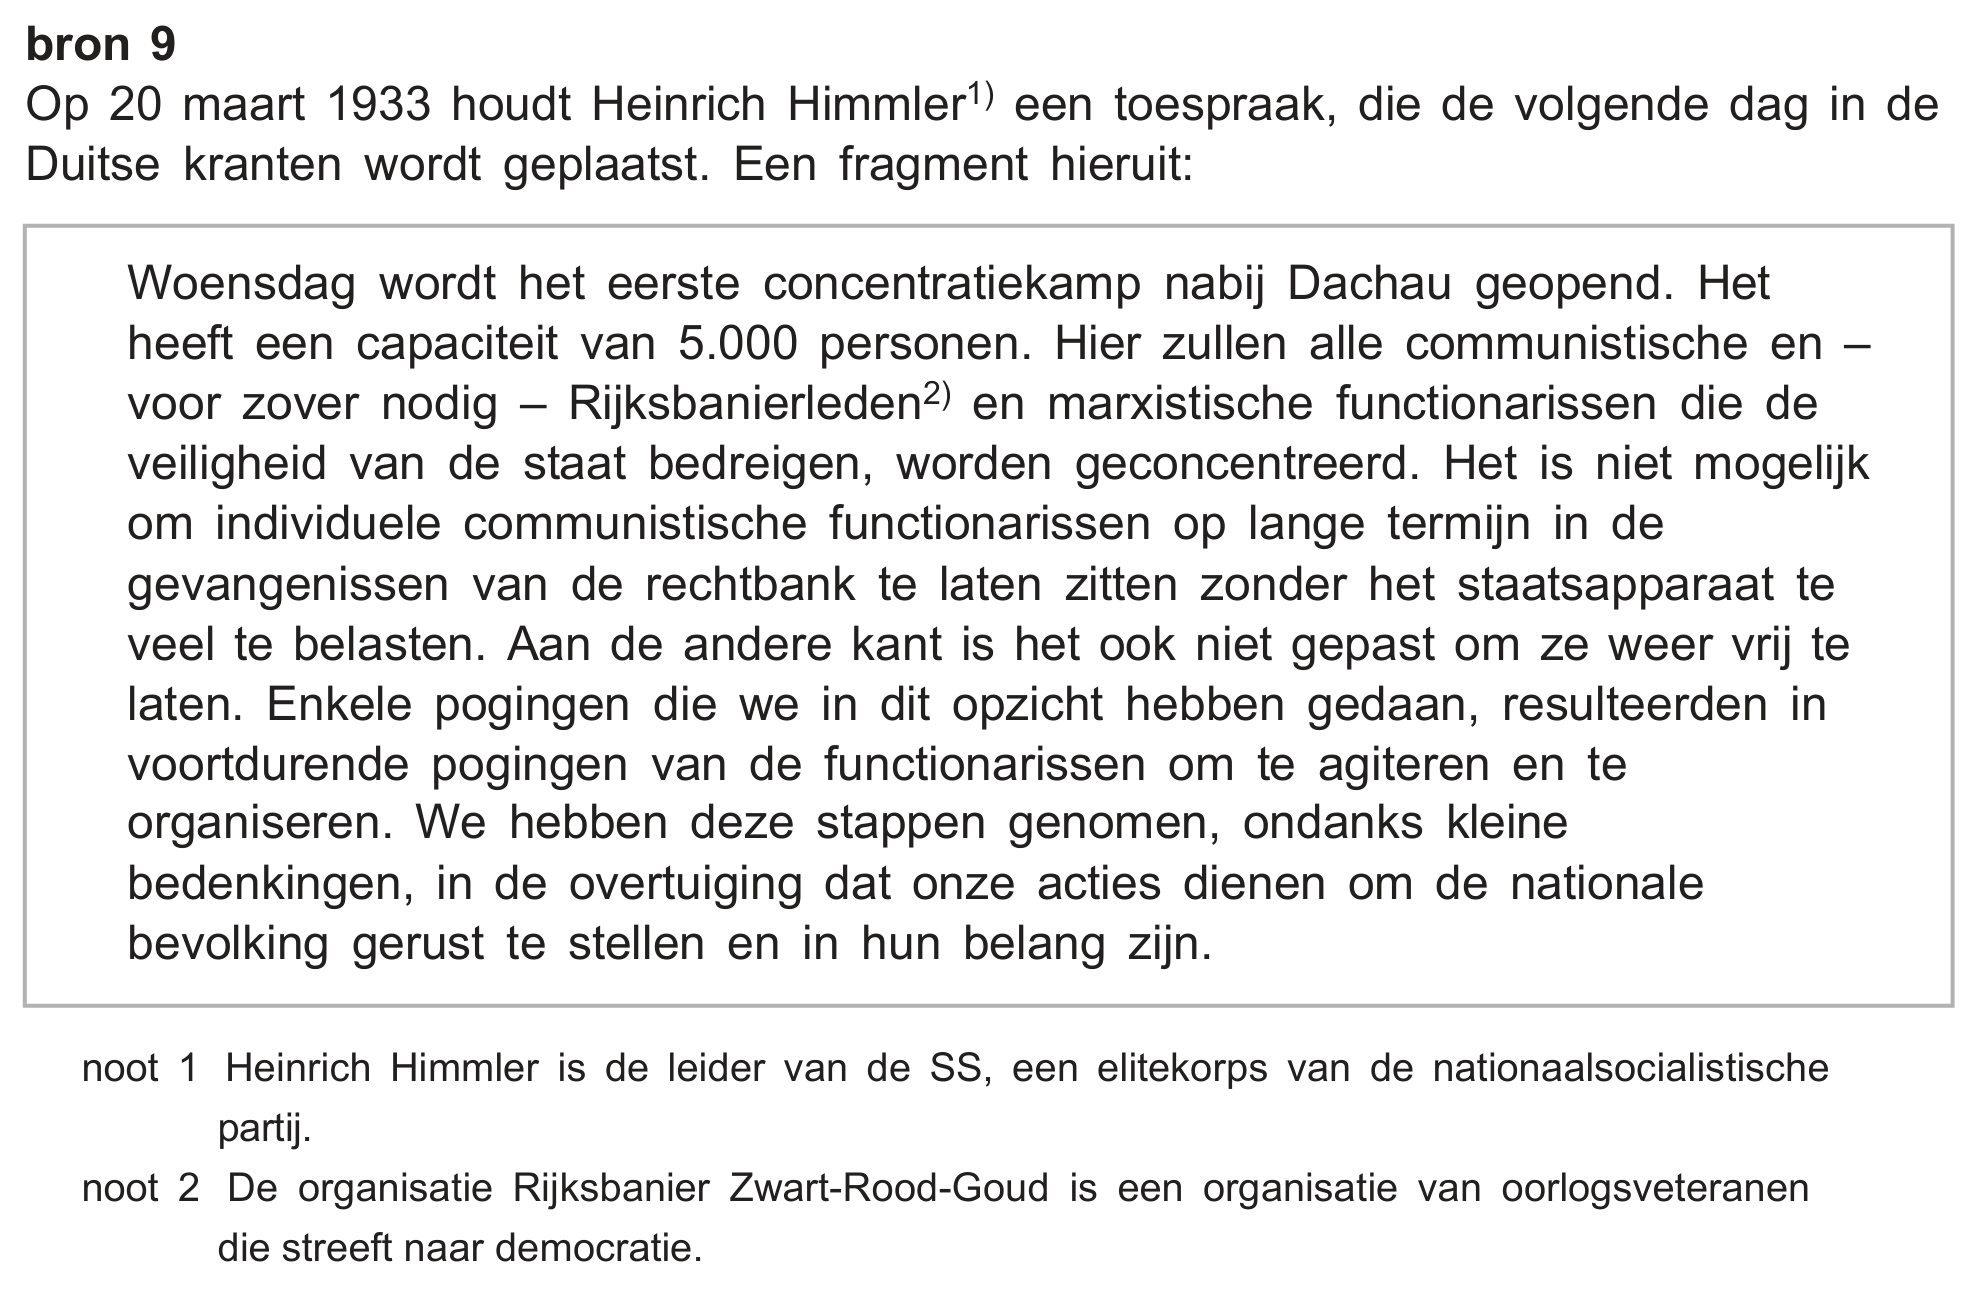 bron 9
Op 20 maart 1933 houdt Heinrich Himmler1) een toespraak, die de volgende dag in de
Duitse kranten wordt geplaatst. Een fragment hieruit:
Woensdag wordt het eerste concentratiekamp nabij Dachau geopend. Het
heeft een capaciteit van 5.000 personen. Hier zullen alle communistische en –
voor zover nodig – Rijksbanierleden2) en marxistische functionarissen die de
veiligheid van de staat bedreigen, worden geconcentreerd. Het is niet mogelijk
om individuele communistische functionarissen op lange termijn in de
gevangenissen van de rechtbank te laten zitten zonder het staatsapparaat te
veel te belasten. Aan de andere kant is het ook niet gepast om ze weer vrij te
laten. Enkele pogingen die we in dit opzicht hebben gedaan, resulteerden in
voortdurende pogingen van de functionarissen om te agiteren en te
organiseren. We hebben deze stappen genomen, ondanks kleine
bedenkingen, in de overtuiging dat onze acties dienen om de nationale
bevolking gerust te stellen en in hun belang zijn.
noot 1 Heinrich Himmler is de leider van de SS, een elitekorps van de nationaalsocialistische
partij.
noot 2 De organisatie Rijksbanier Zwart-Rood-Goud is een organisatie van oorlogsveteranen
die streeft naar democratie.